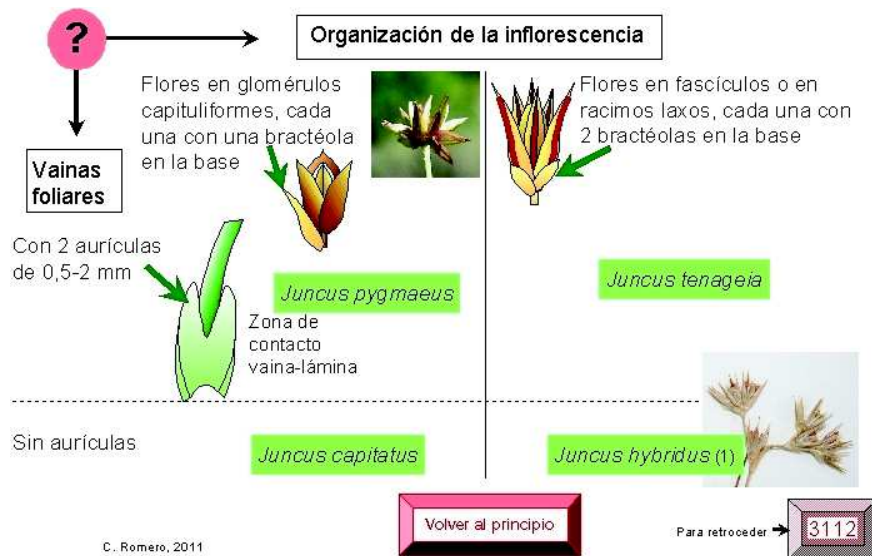 ?
Organización de la inflorescencia
Flores en glomérulos
capituliformes, cada
una con una bractéola
en la base
Flores en fascículos o en
racimos laxos, cada una con
2 bractéolas en la base
Vainas
foliares
Con 2 aurículas
de 0,5-2 mm
Juncus pygmaeus
Juncus tenageia
Zona de
contacto
vaina-lámina
Sin aurículas
Juncus capitatus
Juncus hybridus (1)
Volver al principio
Para retroceder
3112
C. Romero, 2011